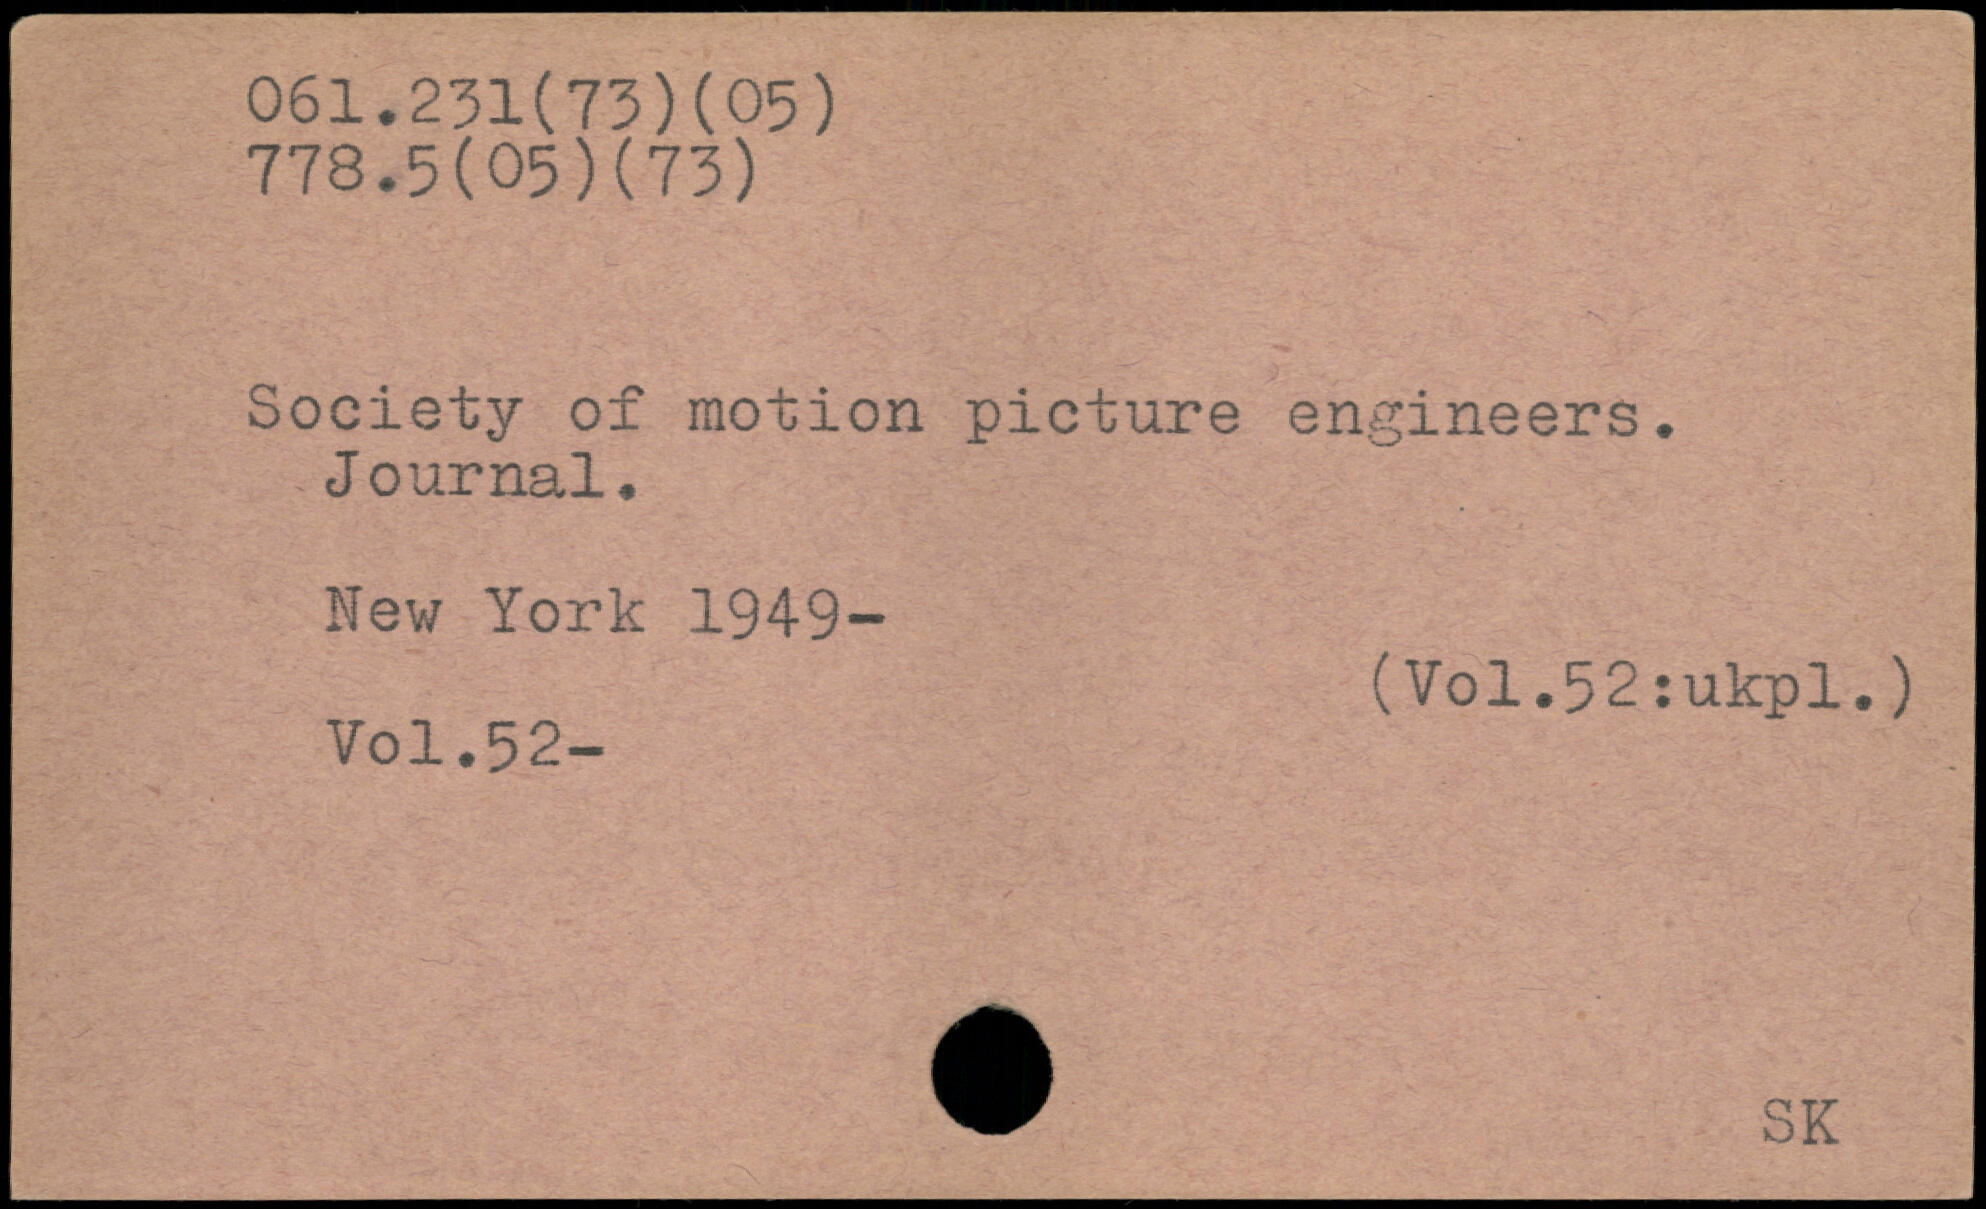 061.231(73)(05)
778.5(05)(73)
Society of motion picture engineers.
Journal.
New York 1949-
(Vol.52:ukpl.)
Vol.52-
SK